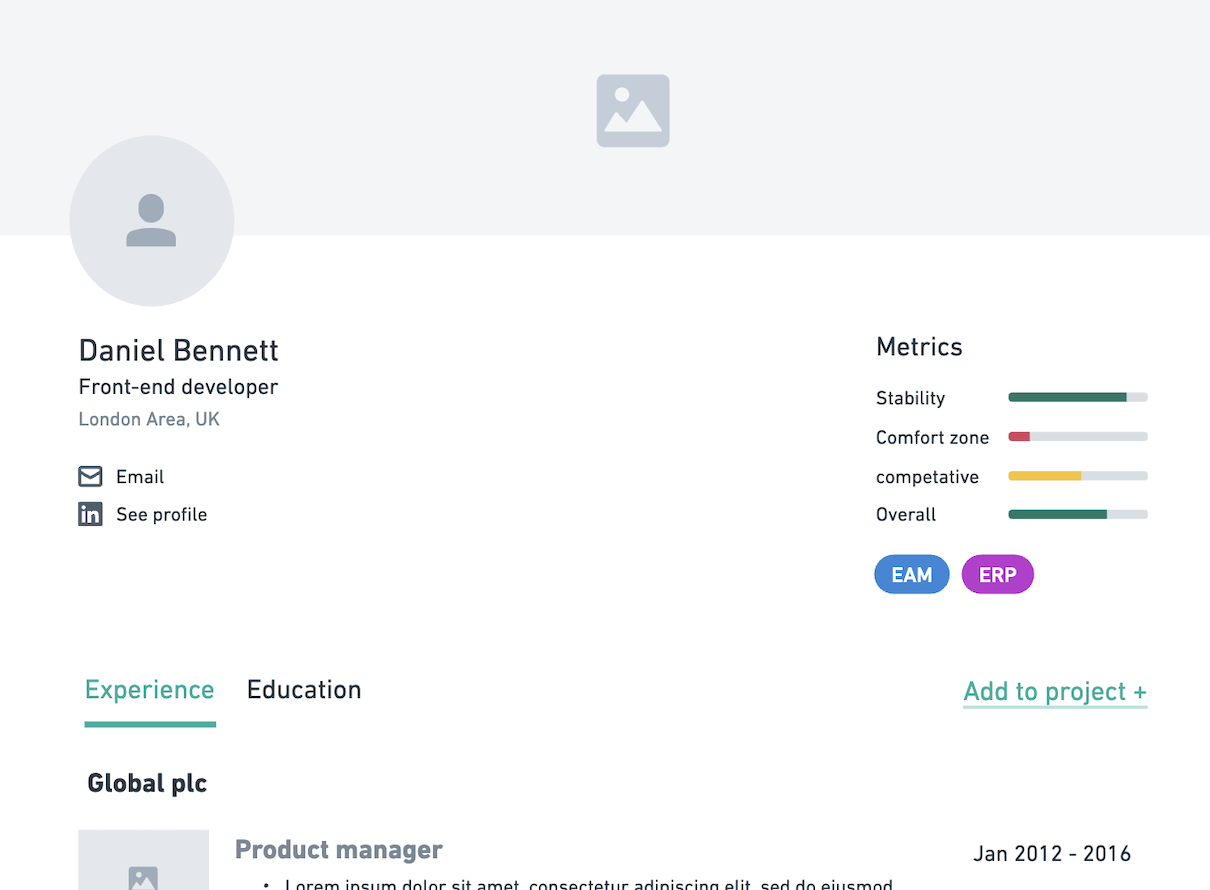 Daniel Bennett
Front-end developer
London Area, UK
Email
in See profile
Metrics
Stability
Comfort zone
competative
Overall
EAM ERP
Experience Education Add to project +
Global plc
Product manager Jan 2012 - 2016
• Lorem ipsum dolor sit amet, consectetur adipiscing elit, sed do eiusmod